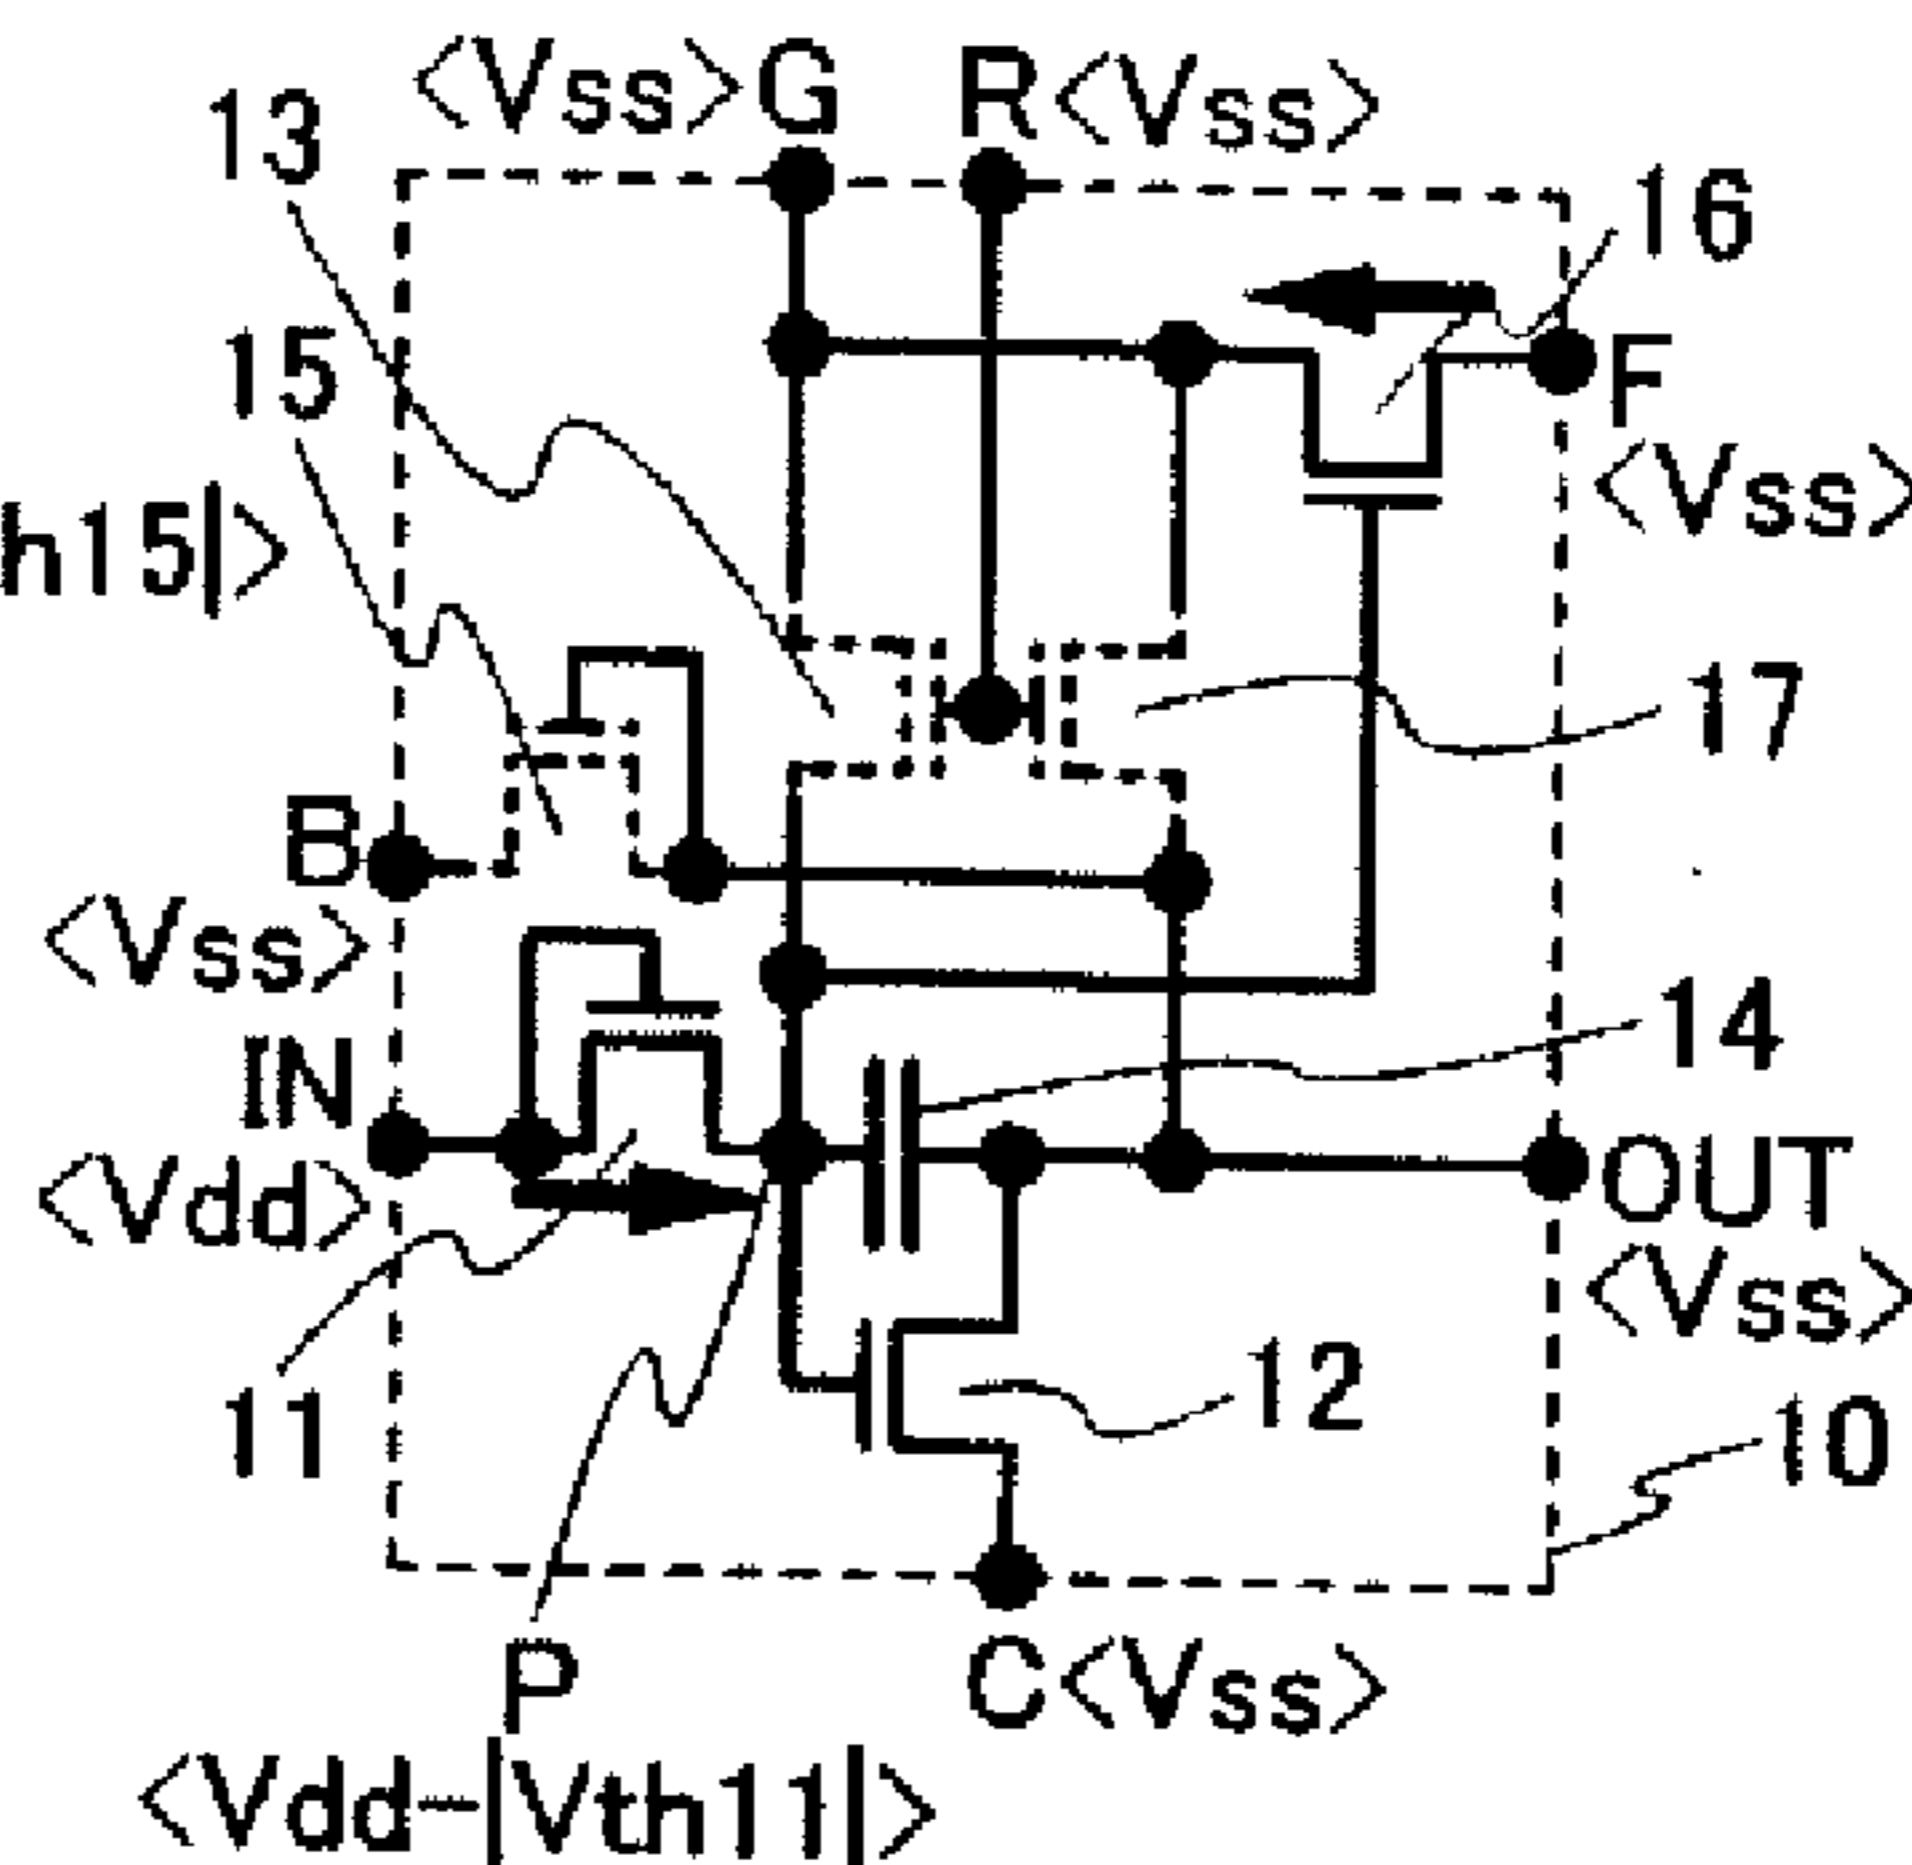 <Vss>G R<Vss>
13
16
15
F
<Vss>
h15|>
17
B
<Vss>
14
IN
<Vdd>
OUT
<Vss>
12
11
10
P
C<Vss>
<Vdd-|Vth11|>